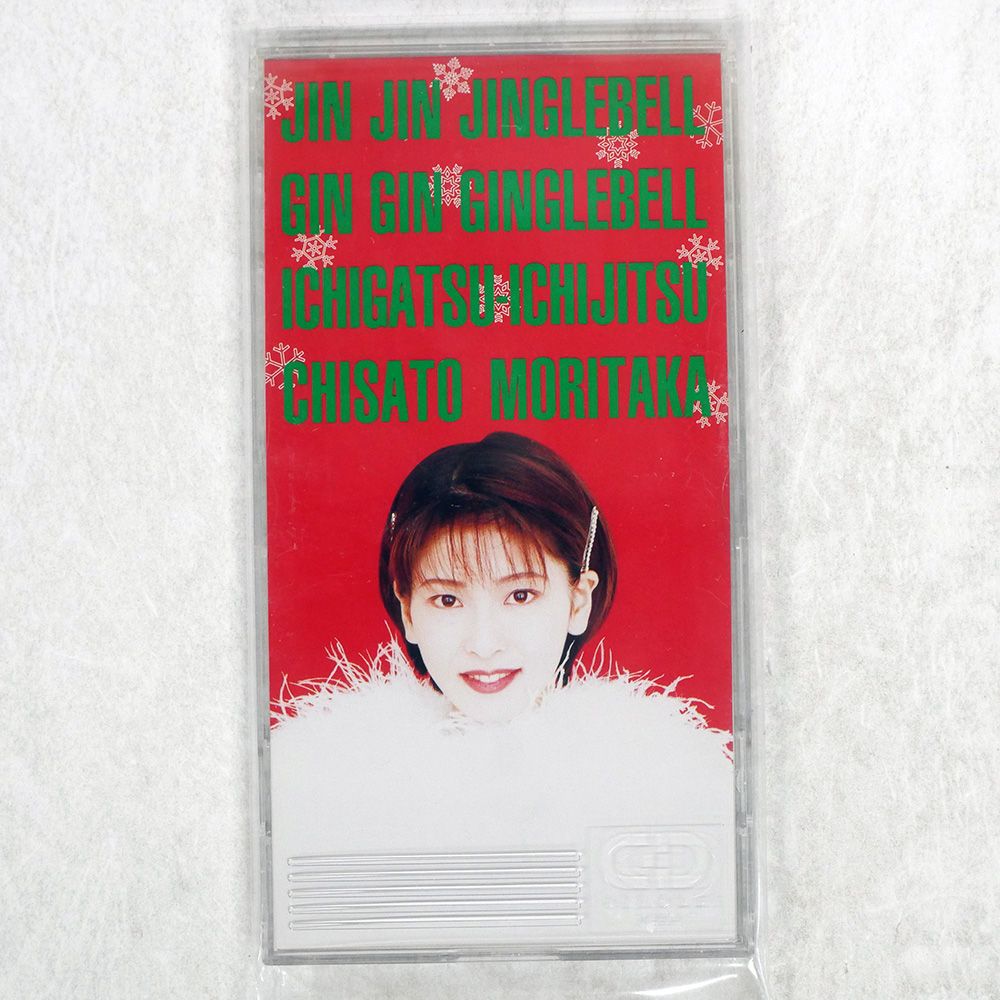 JIN JIN JINGLEBELL
GIN GIN GINGLEBELL
ICHIGATSU-ICHIJITSU
CHISATO MORITAKA